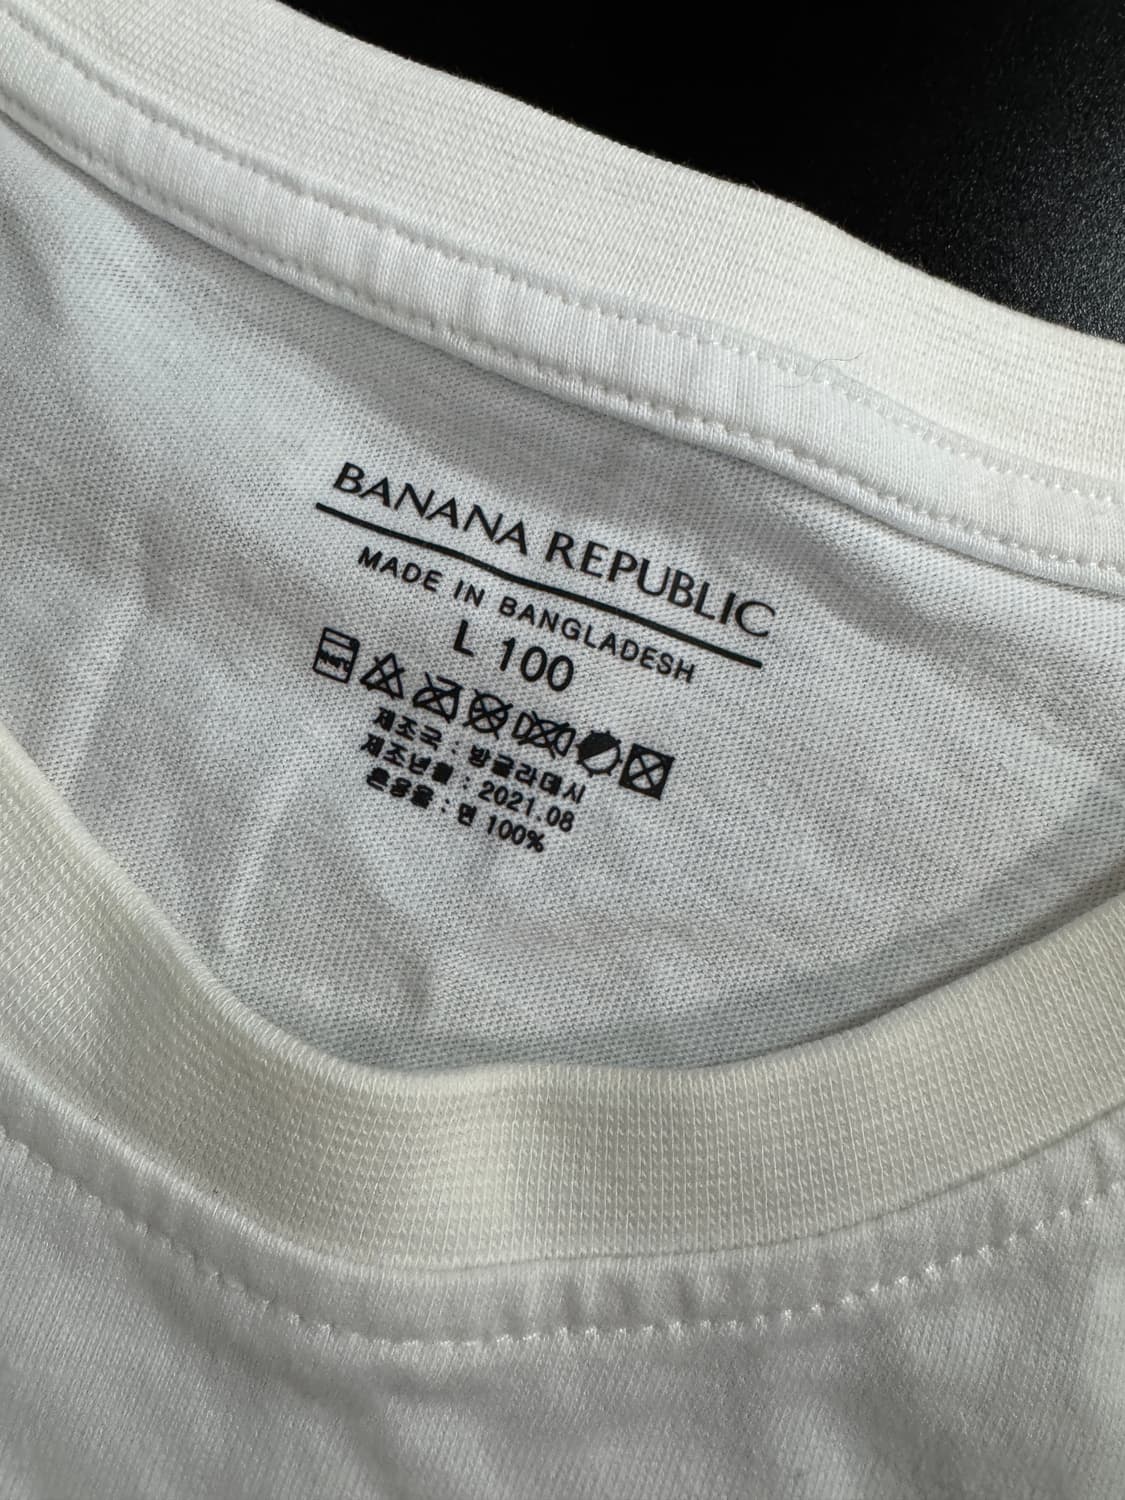 BANANA REPUBLIC
MADE IN BANGLADESH
L 100
제조국 : 방글라데시
제조년월 : 2021.08
혼용율 : 면 100%